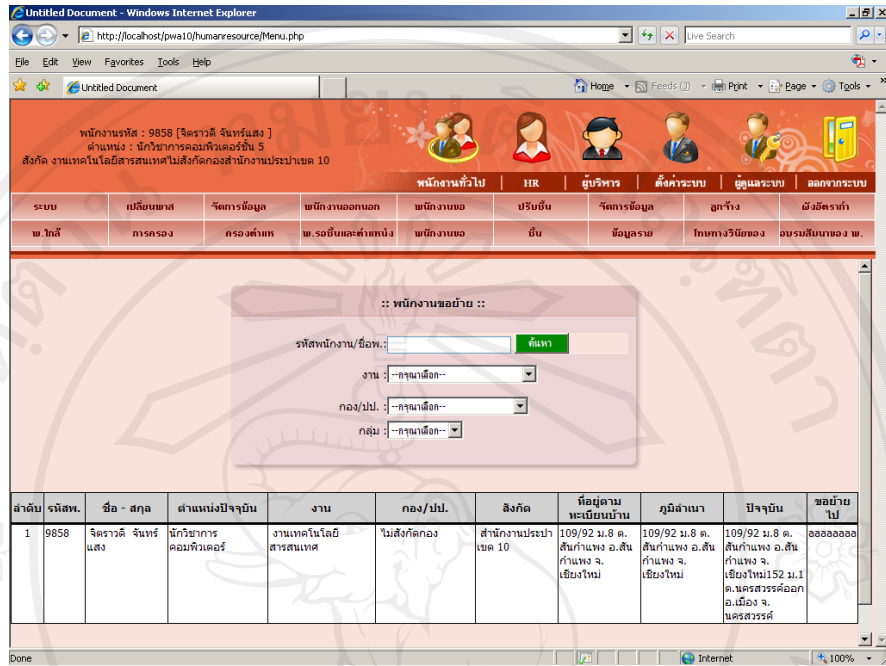 Untitled Document - Windows Internet Explorer
http://localhost/pwa10/humanresource/Menu.php
Live Search
File Edit View Favorites Tools Help
Untitled Document
Home Feeds (J) Print Page Tools
พนักงานรหัส : 9858 [จิตราวดี จันทร์แสง ]
ตำแหน่ง : นักวิชาการคอมพิวเตอร์ชั้น 5
สังกัด งานเทคโนโลยีสารสนเทศไม่สังกัดกองสำนักงานประปาเขต 10
พนักงานทั่วไป HR ผู้บริหาร ตั้งค่าระบบ ผู้ดูแลระบบ ออกจากระบบ
ระบบ เปลี่ยนพาส จัดการข้อมูล พนักงานออกนอก พนักงานขอ ปรับขั้น จัดการข้อมูล ลูกจ้าง ผังอัตรากำ
พ.ใกล้ การครอง ครองตำแห พ.รอขึ้นและตำแหน่ง พนักงานขอ ขั้น ข้อมูลราย โทษทางวินัยของ อบรมสัมนาของ พ.
:: พนักงานขอย้าย ::
รหัสพนักงาน/ชื่อพ.: ค้นหา
งาน : --กรุณาเลือก--
กอง/ปป. : --กรุณาเลือก--
กลุ่ม : --กรุณาเลือก--
ลำดับ รหัสพ. ชื่อ - สกุล ตำแหน่งปัจจุบัน งาน กอง/ปป. สังกัด ที่อยู่ตาม ภูมิลำเนา ปัจจุบัน ขอย้าย
ทะเบียนบ้าน ไป
1 9858 จิตราวดี จันทร์ นักวิชาการ งานเทคโนโลยี ไม่สังกัดกอง สำนักงานประปา 109/92 ม.8 ต. 109/92 ม.8 ต. 109/92 ม.8 ต. aaaaaaaa
แสง คอมพิวเตอร์ สารสนเทศ เขต 10 สันกำแพง อ.สัน สันกำแพง อ.สัน สันกำแพง อ.สัน
กำแพง จ. กำแพง จ. กำแพง จ.
เชียงใหม่ เชียงใหม่ เชียงใหม่152 ม.1
ต.นครสวรรค์ออก
อ.เมือง จ.
นครสวรรค์
Done Internet 100%